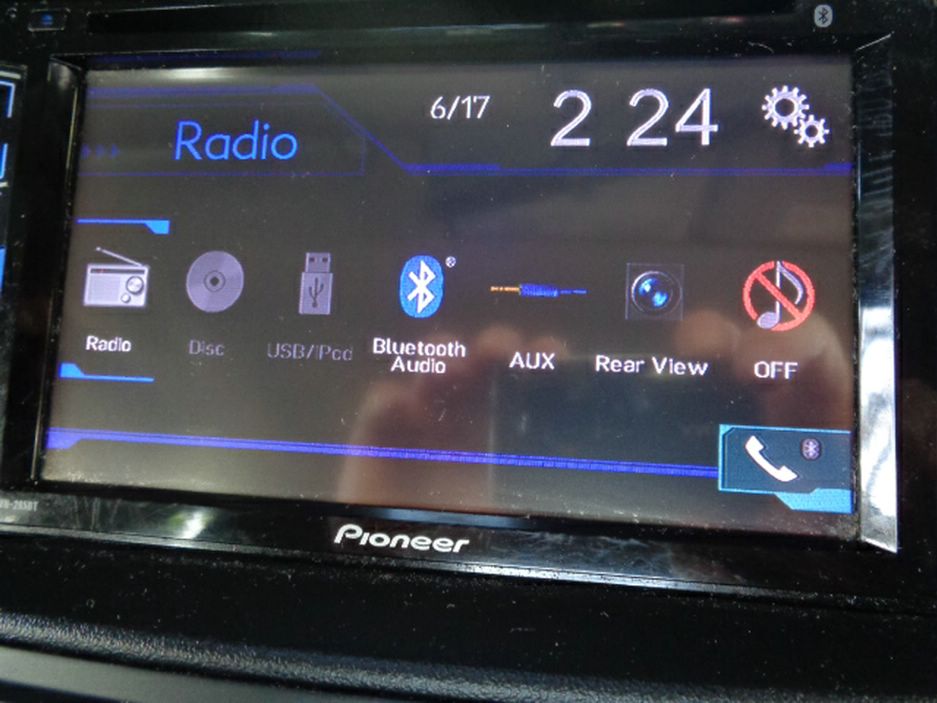 6/17
2 24
Radio
Radio
Disc
USB/iPod
Bluetooth
Audio
®
AUX
Rear View
OFF
Pioneer